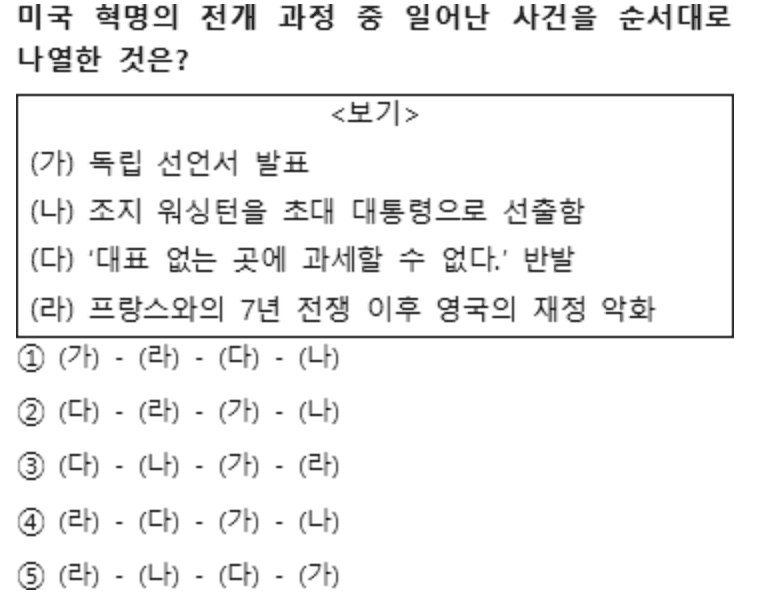 미국 혁명의 전개 과정 중 일어난 사건을 순서대로
나열한 것은?
<보기>
(가) 독립 선언서 발표
(나) 조지 워싱턴을 초대 대통령으로 선출함
(다) ‘대표 없는 곳에 과세할 수 없다.’ 반발
(라) 프랑스와의 7년 전쟁 이후 영국의 재정 악화
① (가) - (라) - (다) - (나)
② (다) - (라) - (가) - (나)
③ (다) - (나) - (가) - (라)
④ (라) - (다) - (가) - (나)
⑤ (라) - (나) - (다) - (가)